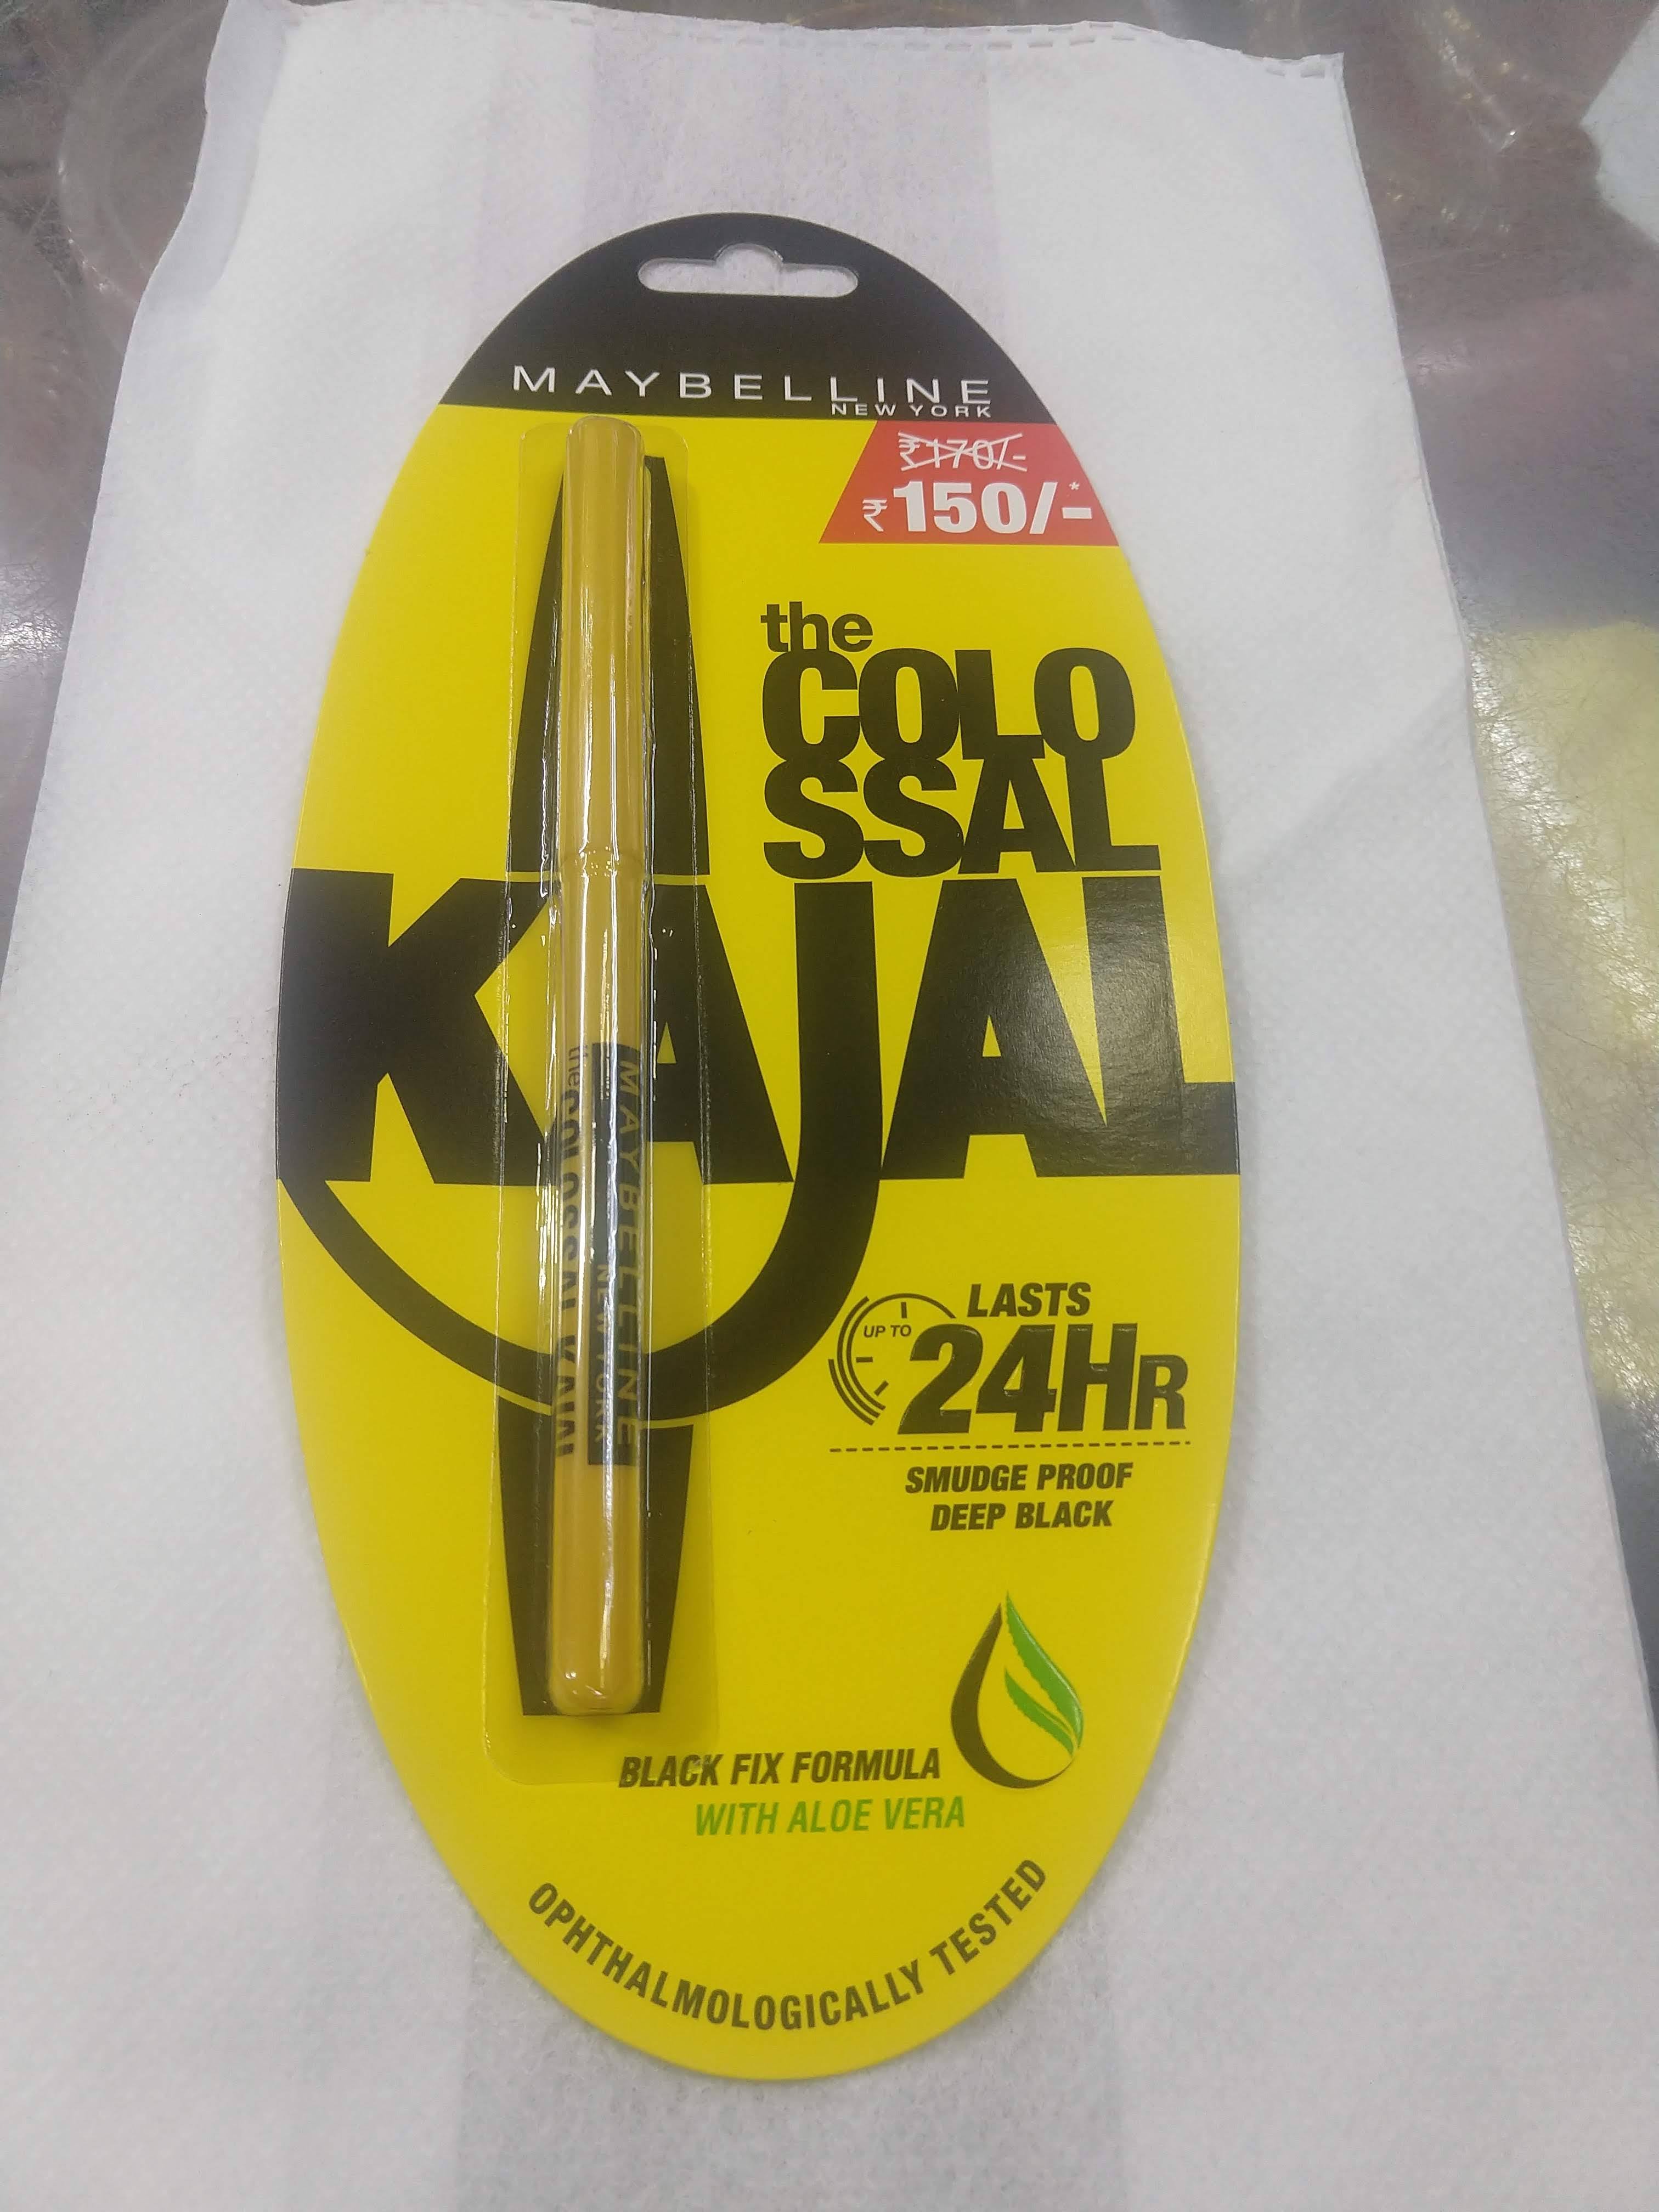 MAYBELLINE
NEW YORK
₹170/-
₹150/-*
the
COLO
SSAL
KAJAL
MAYBELLINE
NEW YORK
the COLOSSAL KAJAL
LASTS
UP TO
24HR
SMUDGE PROOF
DEEP BLACK
BLACK FIX FORMULA
WITH ALOE VERA
OPHTHALMOLOGICALLY TESTED